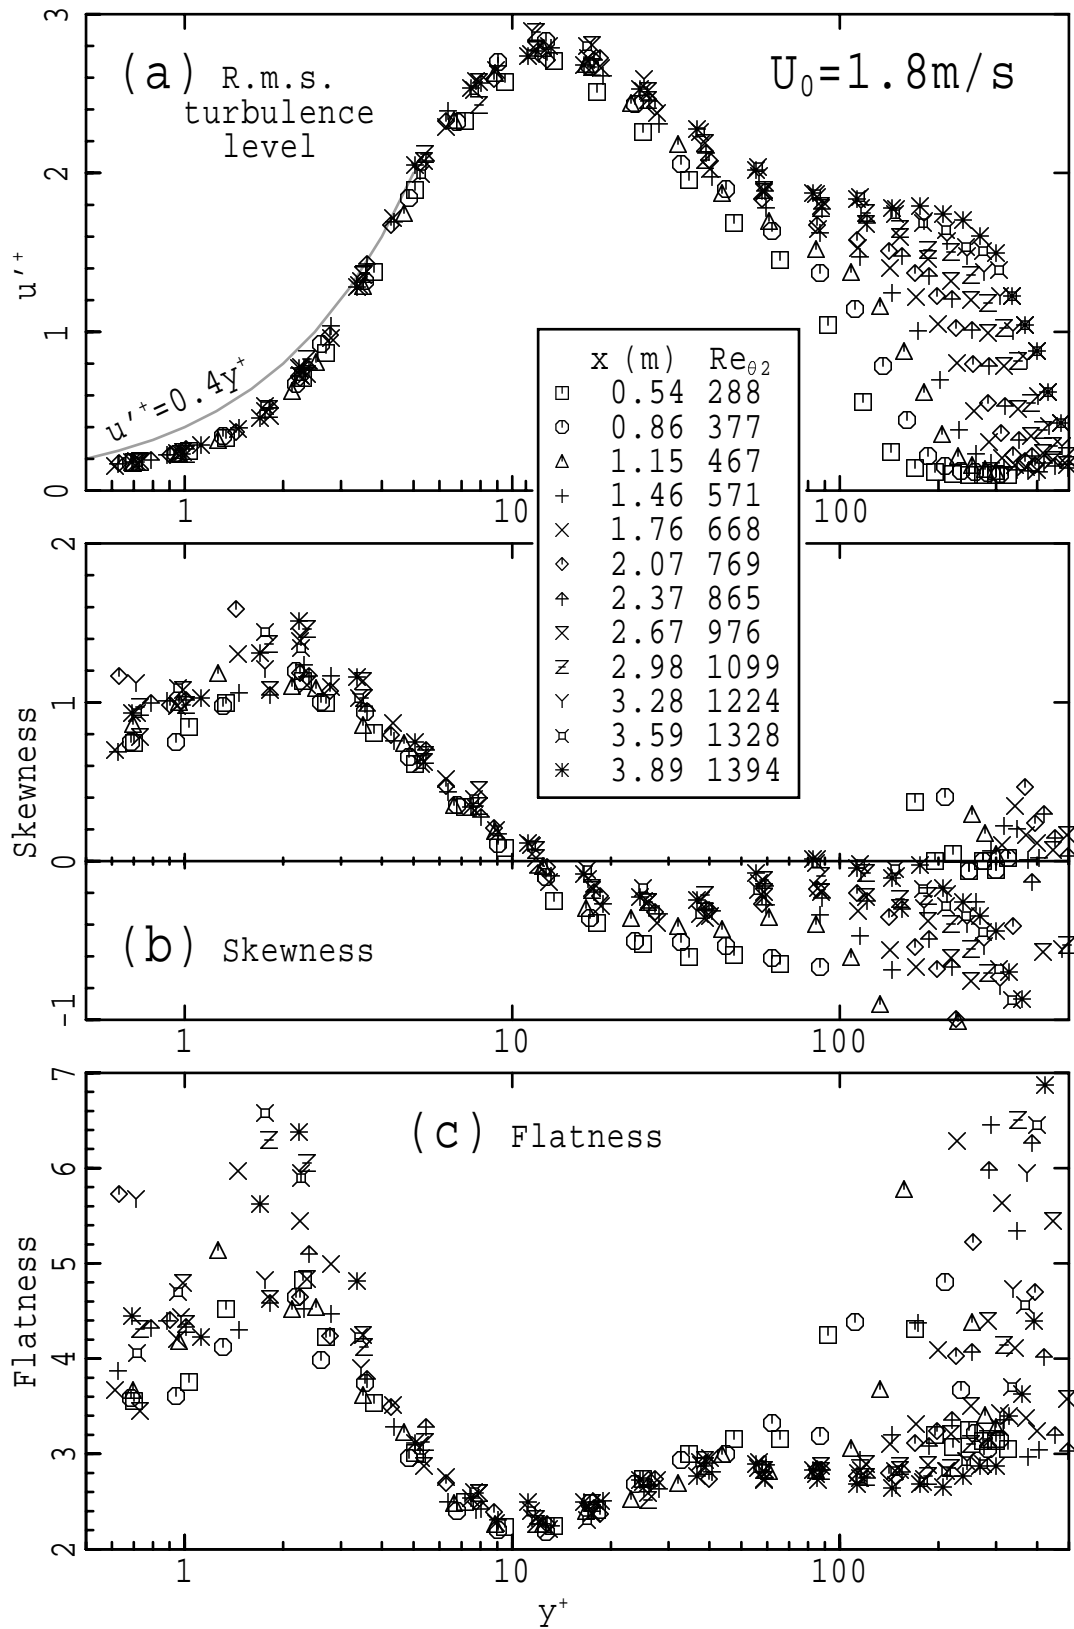 3
2
1
0
u′⁺
(a) R.m.s.
turbulence
level
U₀=1.8m/s
u′⁺=0.4y⁺
1
10
100
x (m) Re_θ2
0.54 288
0.86 377
1.15 467
1.46 571
1.76 668
2.07 769
2.37 865
2.67 976
2.98 1099
3.28 1224
3.59 1328
3.89 1394
2
1
0
-1
Skewness
(b) Skewness
1
10
100
7
6
5
4
3
2
Flatness
(c) Flatness
1
10
100
y⁺